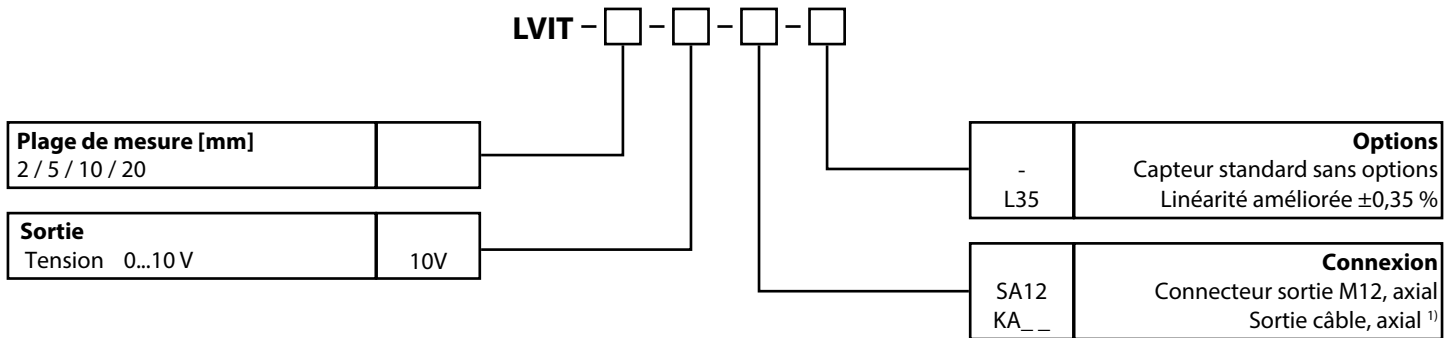 LVIT – □ – □ – □ – □
Plage de mesure [mm]
2 / 5 / 10 / 20
Sortie
Tension 0...10 V 10V
Options
- Capteur standard sans options
L35 Linéarité améliorée ±0,35 %
Connexion
SA12 Connecteur sortie M12, axial
KA_ _ Sortie câble, axial 1)